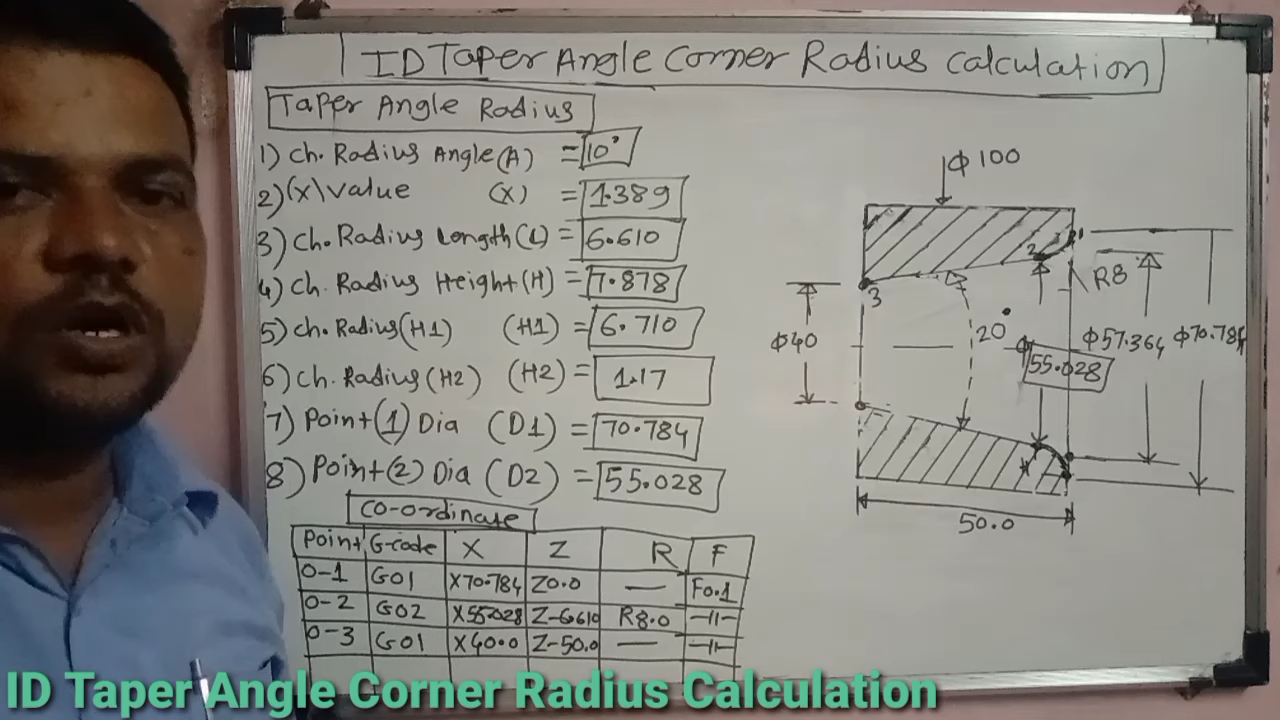 ID Taper Angle Corner Radius Calculation
Taper Angle Radius
1) Ch. Radius Angle (A) = 10°
2) (X) Value (X) = 1.389
3) Ch. Radius Length (L) = 6.610
4) Ch. Radius Height (H) = 7.878
5) Ch. Radius (H1) (H1) = 6.710
6) Ch. Radius (H2) (H2) = 1.17
7) Point (1) Dia (D1) = 70.784
8) Point (2) Dia (D2) = 55.028
Co-ordinate
Point G-code X Z R F
0-1 G01 X70.784 Z0.0 — F0.1
0-2 G02 X55.028 Z-6.610 R8.0 -11-
0-3 G01 X40.0 Z-50.0 — -11-
Φ100
1
2
R8
3
20°
Φ40
Φ
55.028
Φ57.364
Φ70.784
50.0
ID Taper Angle Corner Radius Calculation